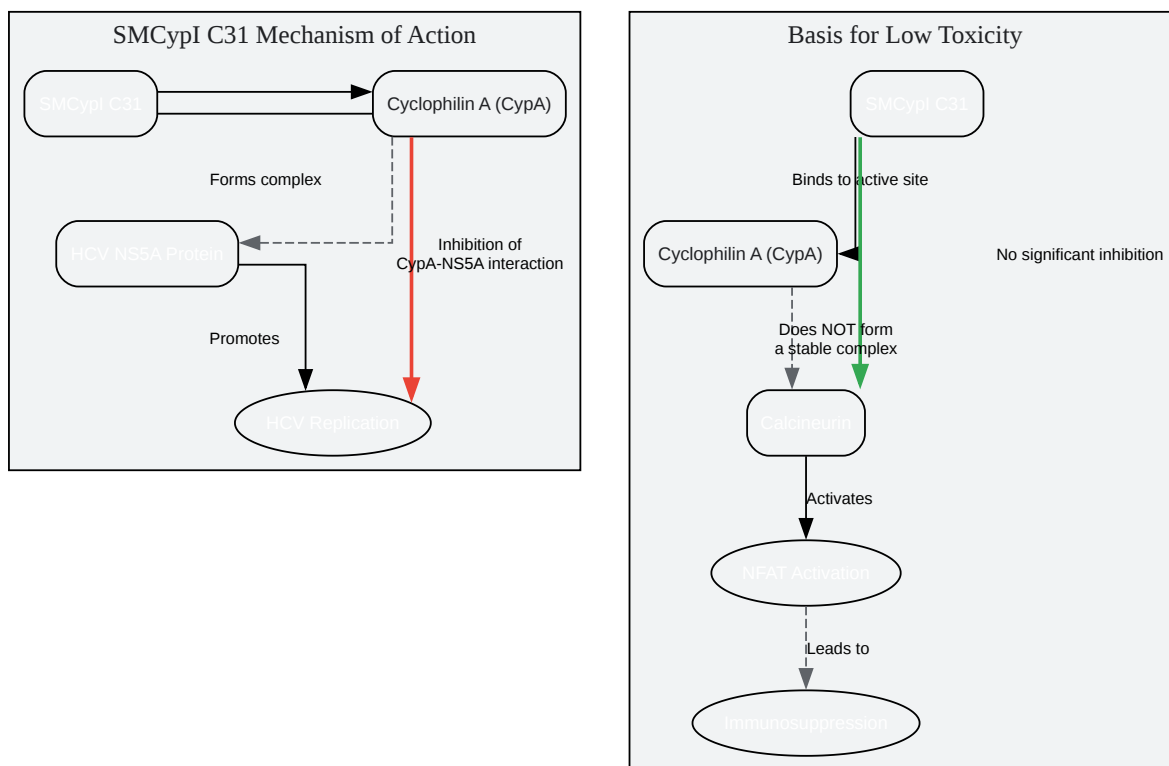 SMCypI C31 Mechanism of Action
SMCypI C31
Cyclophilin A (CypA)
Forms complex
HCV NS5A Protein
Inhibition of
CypA-NS5A interaction
Promotes
HCV Replication
Basis for Low Toxicity
SMCypI C31
Binds to active site
Cyclophilin A (CypA)
No significant inhibition
Does NOT form
a stable complex
Calcineurin
Activates
NFAT Activation
Leads to
Immunosuppression